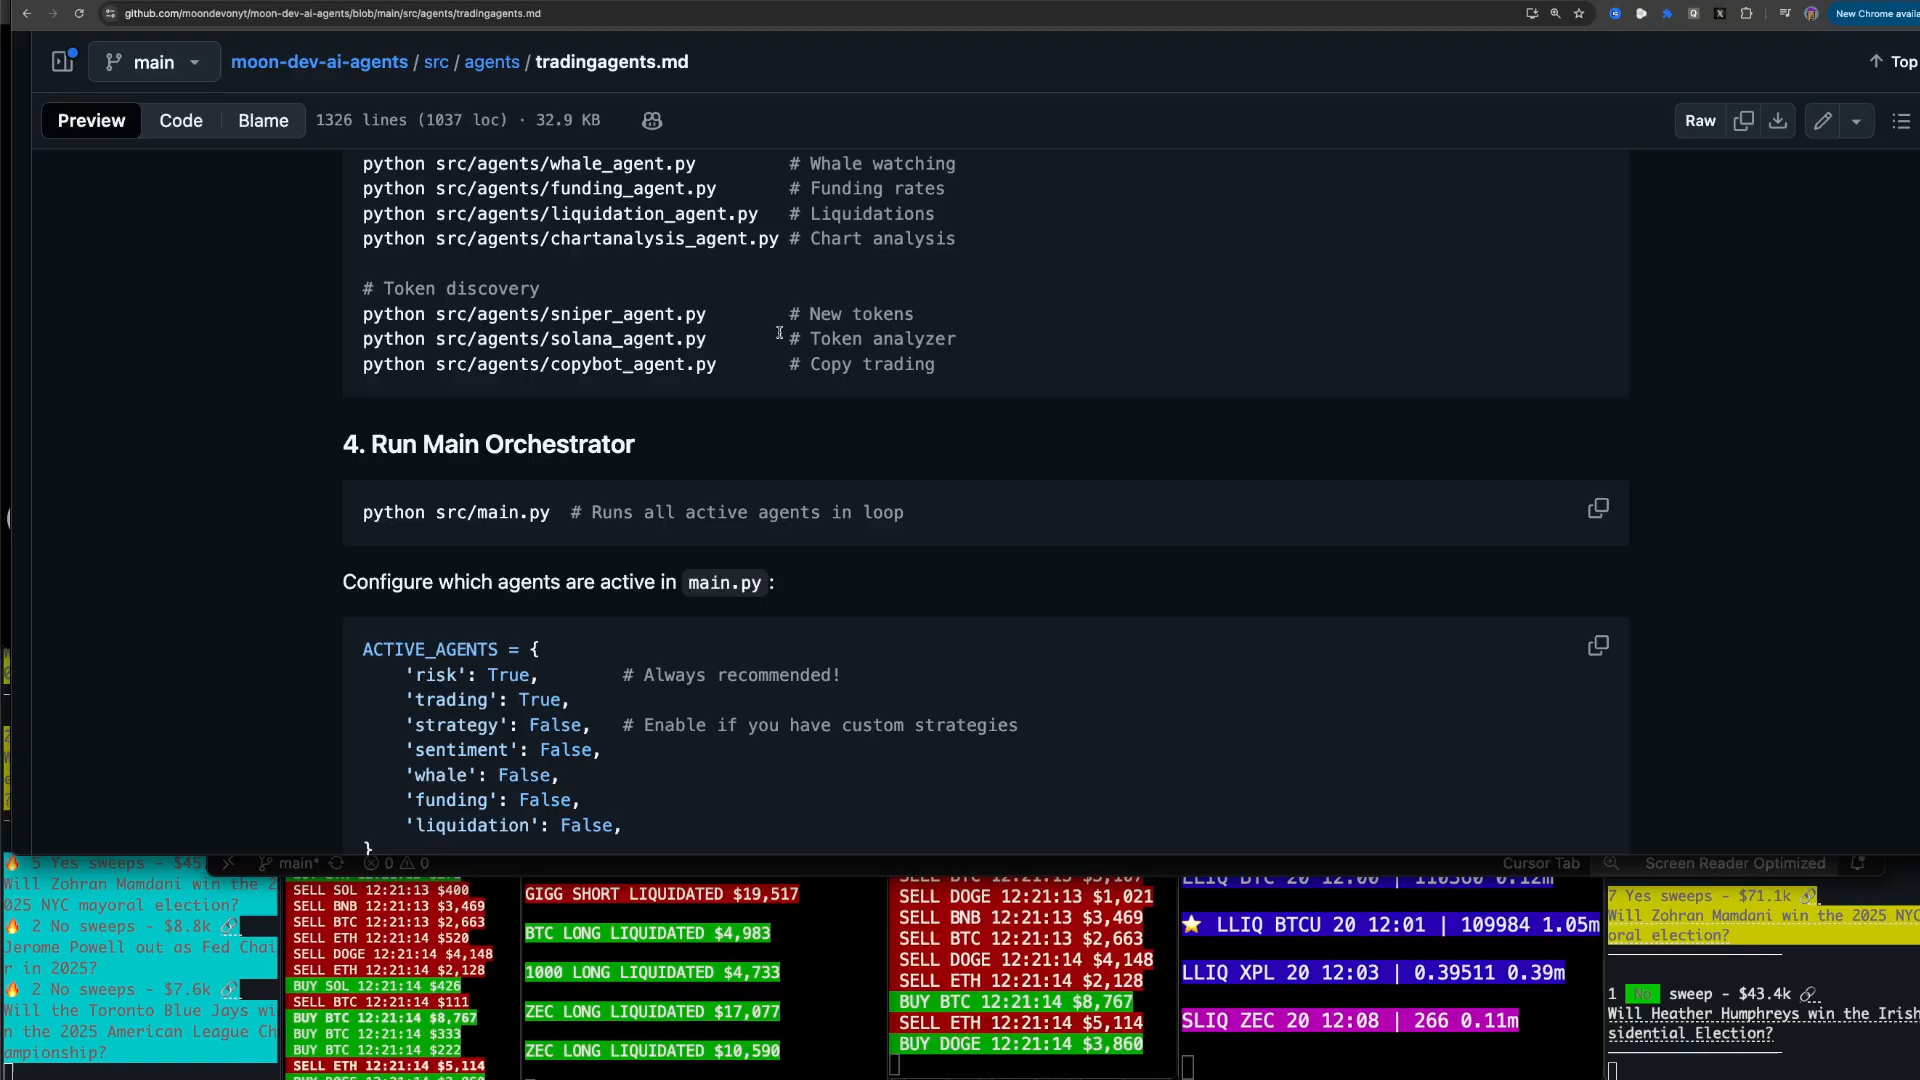 github.com/moondevonyt/moon-dev-ai-agents/blob/main/src/agents/tradingagents.md
New Chrome availa
main
moon-dev-ai-agents / src / agents / tradingagents.md
Top
Preview
Code
Blame
1326 lines (1037 loc) · 32.9 KB
Raw
python src/agents/whale_agent.py # Whale watching
python src/agents/funding_agent.py # Funding rates
python src/agents/liquidation_agent.py # Liquidations
python src/agents/chartanalysis_agent.py # Chart analysis
# Token discovery
python src/agents/sniper_agent.py # New tokens
python src/agents/solana_agent.py # Token analyzer
python src/agents/copybot_agent.py # Copy trading
4. Run Main Orchestrator
python src/main.py # Runs all active agents in loop
Configure which agents are active in main.py:
ACTIVE_AGENTS = {
'risk': True, # Always recommended!
'trading': True,
'strategy': False, # Enable if you have custom strategies
'sentiment': False,
'whale': False,
'funding': False,
'liquidation': False,
}
main* 0 0
Cursor Tab
Screen Reader Optimized
5 Yes sweeps - $45
Will Zohran Mamdani win the 2
025 NYC mayoral election?
2 No sweeps - $8.8k
Jerome Powell out as Fed Chai
r in 2025?
2 No sweeps - $7.6k
Will the Toronto Blue Jays wi
n the 2025 American League Ch
ampionship?
SELL SOL 12:21:13 $400
SELL BNB 12:21:13 $3,469
SELL BTC 12:21:13 $2,663
SELL ETH 12:21:14 $520
SELL DOGE 12:21:14 $4,148
SELL ETH 12:21:14 $2,128
BUY SOL 12:21:14 $426
SELL BTC 12:21:14 $111
BUY BTC 12:21:14 $8,767
BUY BTC 12:21:14 $333
BUY BTC 12:21:14 $222
SELL ETH 12:21:14 $5,114
GIGG SHORT LIQUIDATED $19,517
BTC LONG LIQUIDATED $4,983
1000 LONG LIQUIDATED $4,733
ZEC LONG LIQUIDATED $17,077
ZEC LONG LIQUIDATED $10,590
SELL DOGE 12:21:13 $1,021
SELL BNB 12:21:13 $3,469
SELL BTC 12:21:13 $2,663
SELL DOGE 12:21:14 $4,148
SELL ETH 12:21:14 $2,128
BUY BTC 12:21:14 $8,767
SELL ETH 12:21:14 $5,114
BUY DOGE 12:21:14 $3,860
LLIQ BTC 20 12:00 | 110360 0.12m
LLIQ BTCU 20 12:01 | 109984 1.05m
LLIQ XPL 20 12:03 | 0.39511 0.39m
SLIQ ZEC 20 12:08 | 266 0.11m
7 Yes sweeps - $71.1k
Will Zohran Mamdani win the 2025 NYC
oral election?
1 No sweep - $43.4k
Will Heather Humphreys win the Irish
sidential Election?